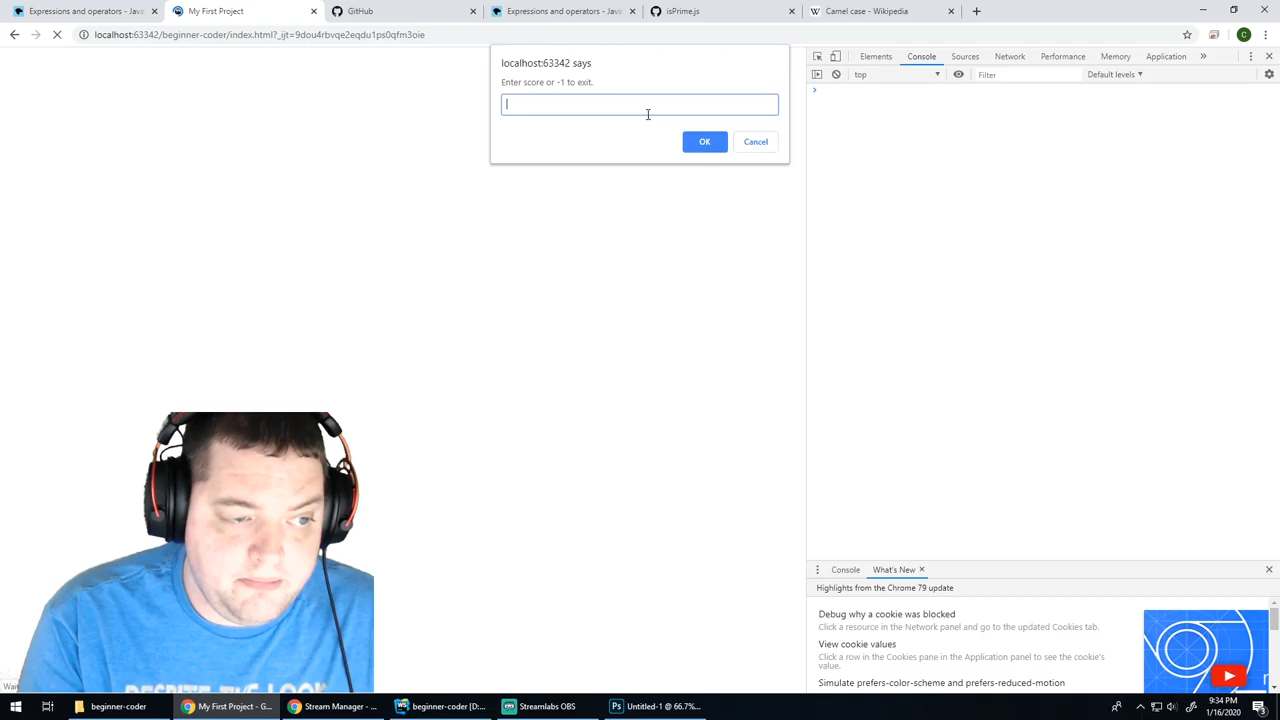 Expressions and operators - Java
My First Project
GitHub
Expressions and operators - Java
isPrime.js
Camel case - Wikipedia
localhost:63342/beginner-coder/index.html?_ijt=9dou4rbvqe2eqdu1ps0qfm3oie
C
localhost:63342 says
Enter score or -1 to exit.
OK
Cancel
Elements
Console
Sources
Network
Performance
Memory
Application
top
Filter
Default levels
Console
What's New
Highlights from the Chrome 79 update
Debug why a cookie was blocked
Click a resource in the Network panel and go to the updated Cookies tab.
View cookie values
Click a row in the Cookies pane in the Application panel to see the cookie's
value.
Simulate prefers-color-scheme and prefers-reduced-motion
DESPITE THE LOOK
beginner-coder
My First Project - G...
Stream Manager - ...
beginner-coder [D:...
Streamlabs OBS
Untitled-1 @ 66.7%...
9:34 PM
1/16/2020